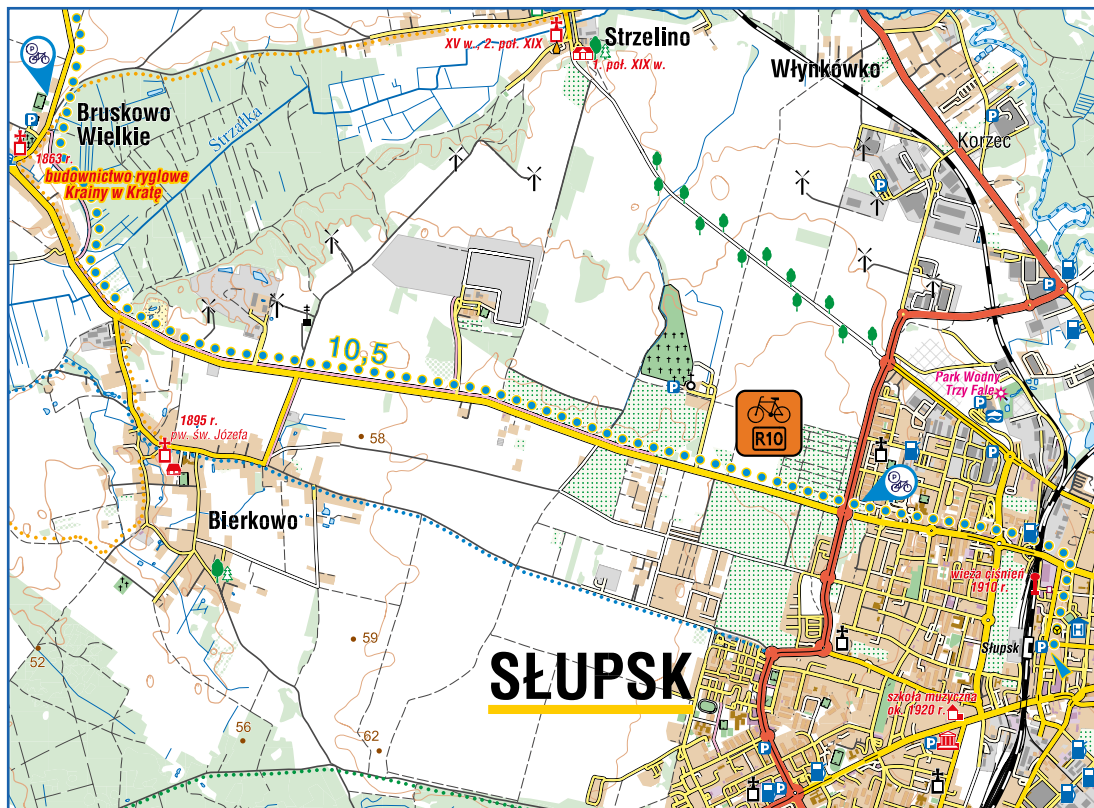 XV w., 2. poł. XIX
Strzelino
1. poł. XIX w.
Włynkówko
P
Bruskowo
Wielkie
P
1863 r.
budownictwo ryglowe
Krainy w Kratę
Strzałka
P
Korzec
P
P
10,5
P
R10
Park Wodny
Trzy Fale
P
P
1895 r.
pw. św. Józefa
58
P
Bierkowo
wieża ciśnień
1910 r.
59
52
H
Słupsk
P
SŁUPSK
szkoła muzyczna
ok. 1920 r.
56
62
P
P
P